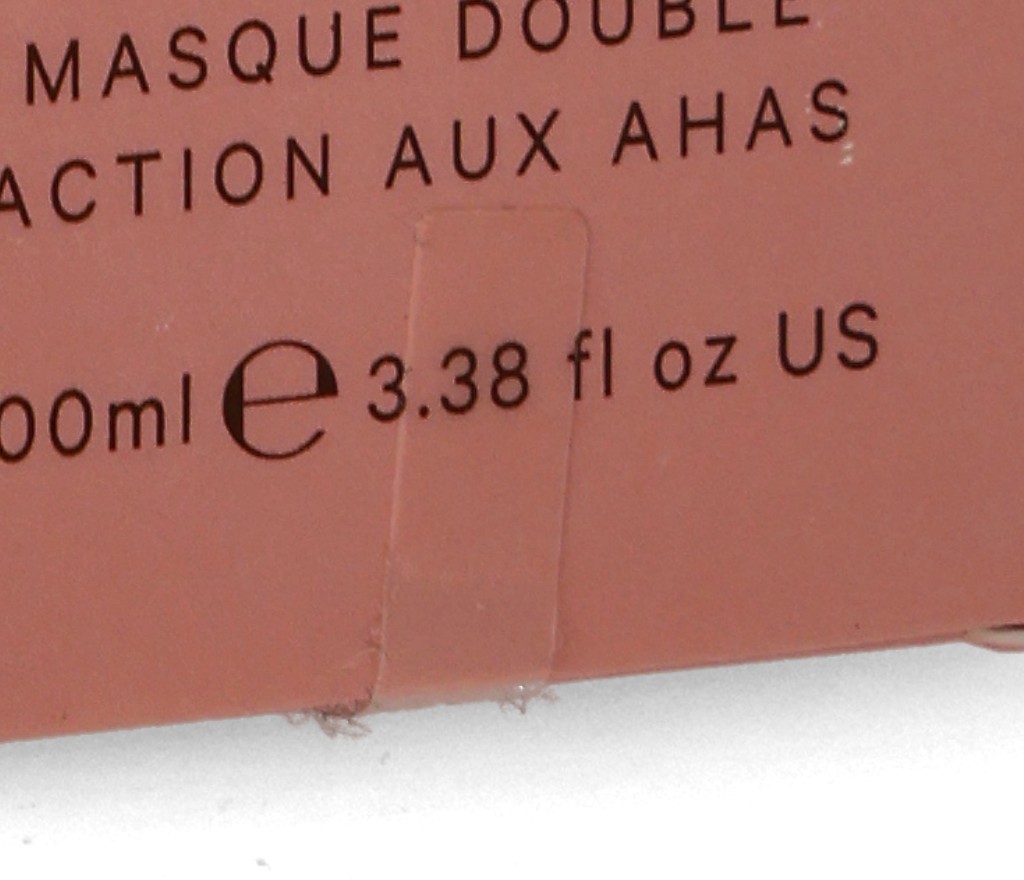 MASQUE DOUBLE
ACTION AUX AHAS
00ml ℮ 3.38 fl oz US